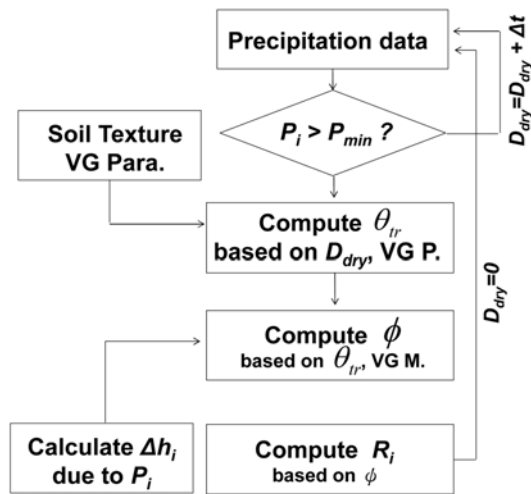 Precipitation data
P_i > P_min ?
D_dry=D_dry + Δt
Soil Texture
VG Para.
Compute θ_tr
based on D_dry, VG P.
D_dry=0
Compute ϕ
based on θ_tr, VG M.
Calculate Δh_i
due to P_i
Compute R_i
based on ϕ